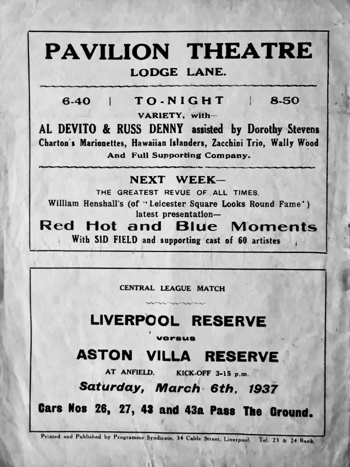 PAVILION THEATRE
LODGE LANE.
6-40 | TO-NIGHT | 8-50
VARIETY, with—
AL DEVITO & RUSS DENNY assisted by Dorothy Stevens
Charton's Marionettes, Hawaiian Islanders, Zacchini Trio, Wally Wood
And Full Supporting Company.
NEXT WEEK—
THE GREATEST REVUE OF ALL TIMES.
William Henshall's (of "Leicester Square Looks Round Fame')
latest presentation—
Red Hot and Blue Moments
With SID FIELD and supporting cast of 60 artistes
CENTRAL LEAGUE MATCH
LIVERPOOL RESERVE
versus
ASTON VILLA RESERVE
AT ANFIELD. KICK-OFF 3-15 p.m.
Saturday, March 6th, 1937
Cars Nos 26, 27, 43 and 43a Pass The Ground.
Printed and Published by Programme Syndicate, 34 Cable Street, Liverpool. Tel. 23 & 24 Bank.